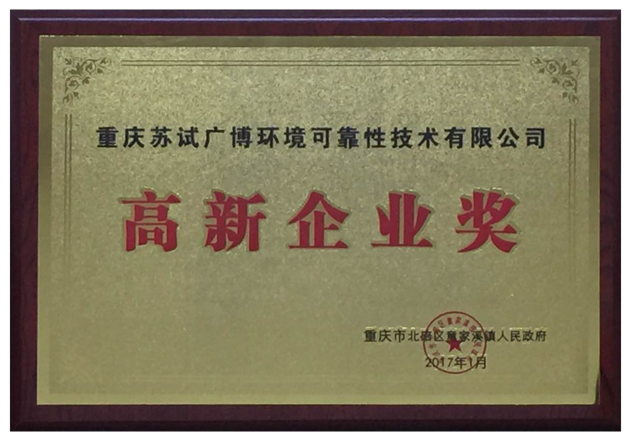 重庆苏试广博环境可靠性技术有限公司
高新企业奖
重庆市北碚区童家溪镇人民政府
2017年1月